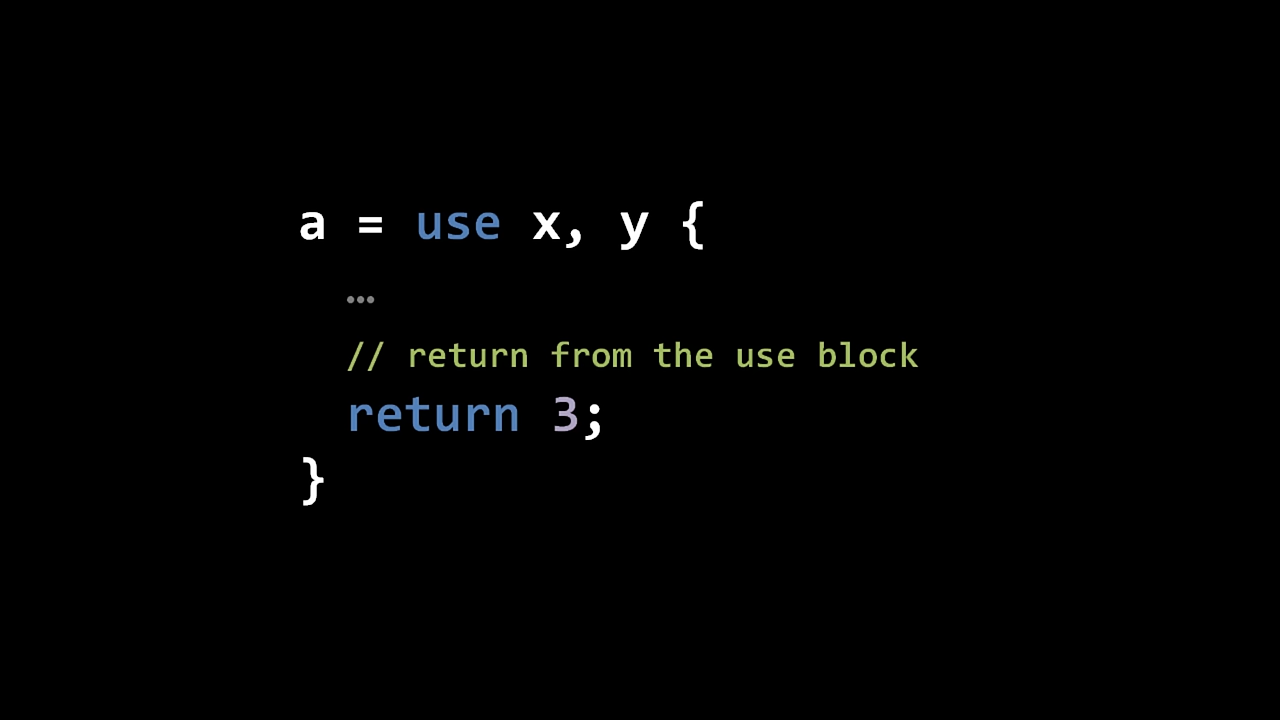 a = use x, y {
…
// return from the use block
return 3;
}